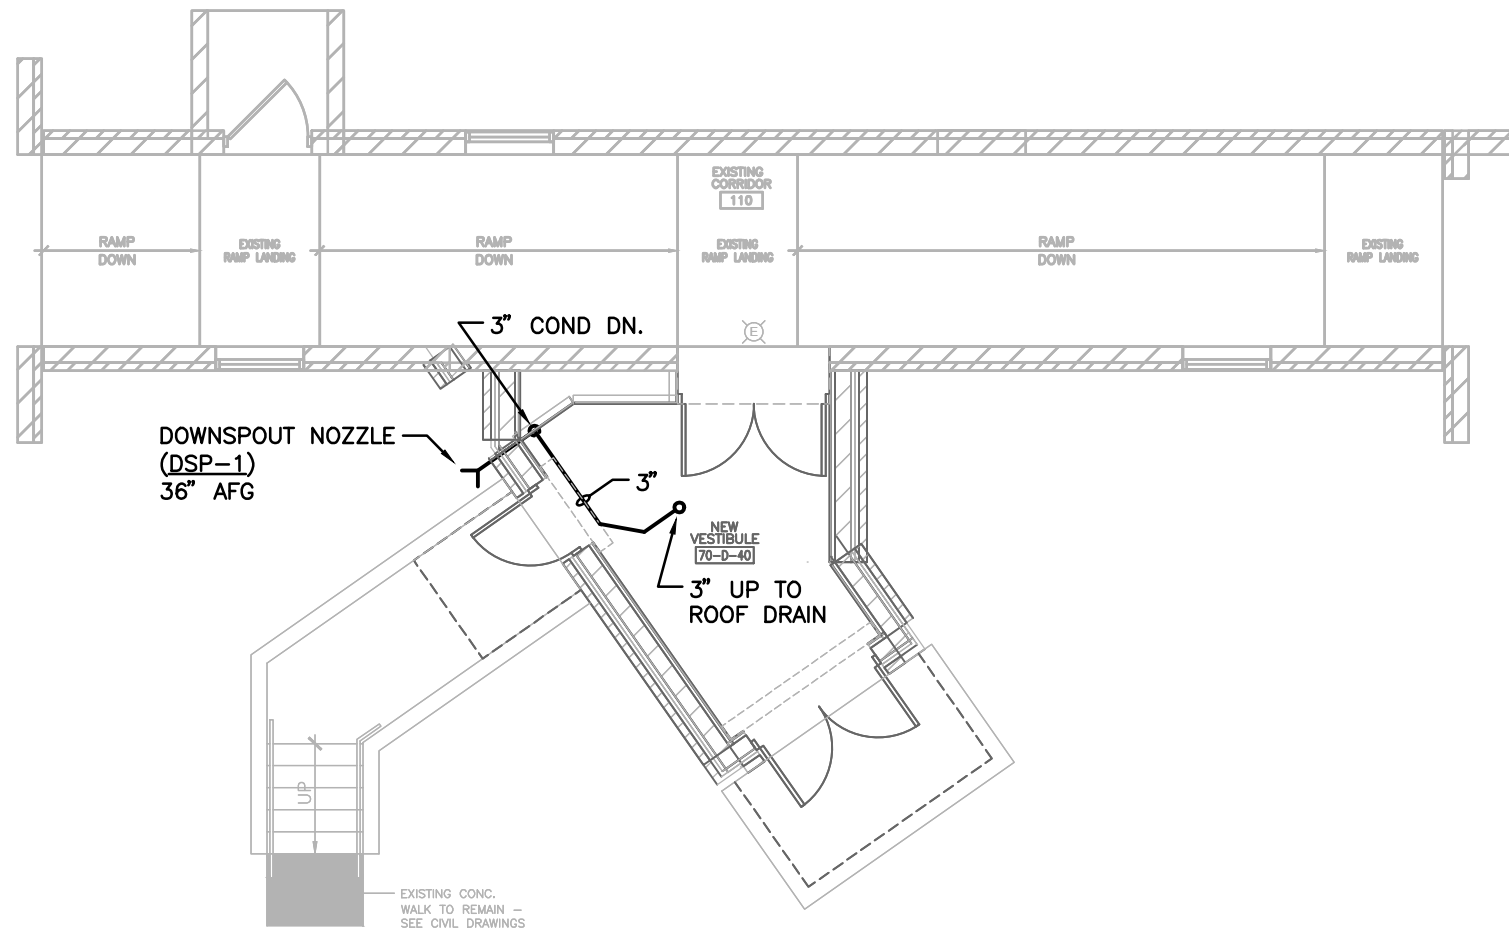 EXISTING
CORRIDOR
110
RAMP
DOWN
EXISTING
RAMP LANDING
RAMP
DOWN
EXISTING
RAMP LANDING
RAMP
DOWN
EXISTING
RAMP LANDING
E
3" COND DN.
DOWNSPOUT NOZZLE
(DSP-1)
36" AFG
3"
NEW
VESTIBULE
70-D-40
3" UP TO
ROOF DRAIN
UP
EXISTING CONC.
WALK TO REMAIN -
SEE CIVIL DRAWINGS